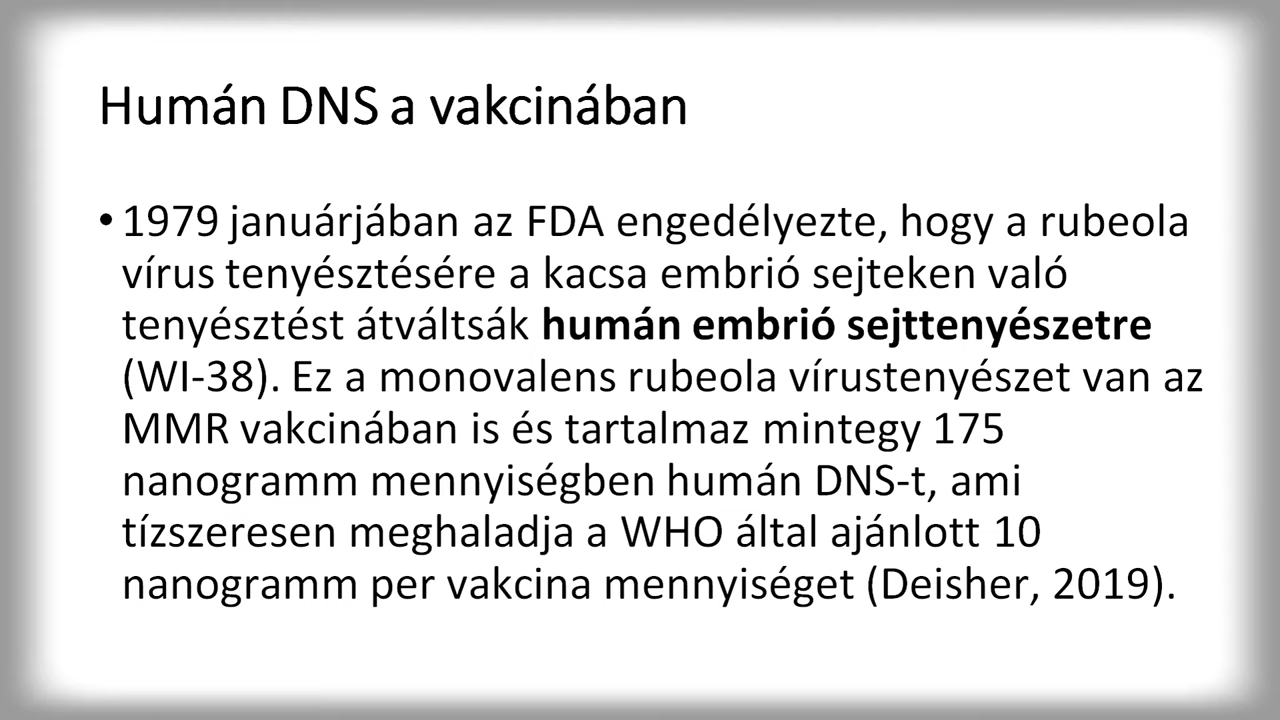 Humán DNS a vakcinában
• 1979 januárjában az FDA engedélyezte, hogy a rubeola
vírus tenyésztésére a kacsa embrió sejteken való
tenyésztést átváltsák humán embrió sejttenyészetre
(WI-38). Ez a monovalens rubeola vírustenyészet van az
MMR vakcinában is és tartalmaz mintegy 175
nanogramm mennyiségben humán DNS-t, ami
tízszeresen meghaladja a WHO által ajánlott 10
nanogramm per vakcina mennyiséget (Deisher, 2019).